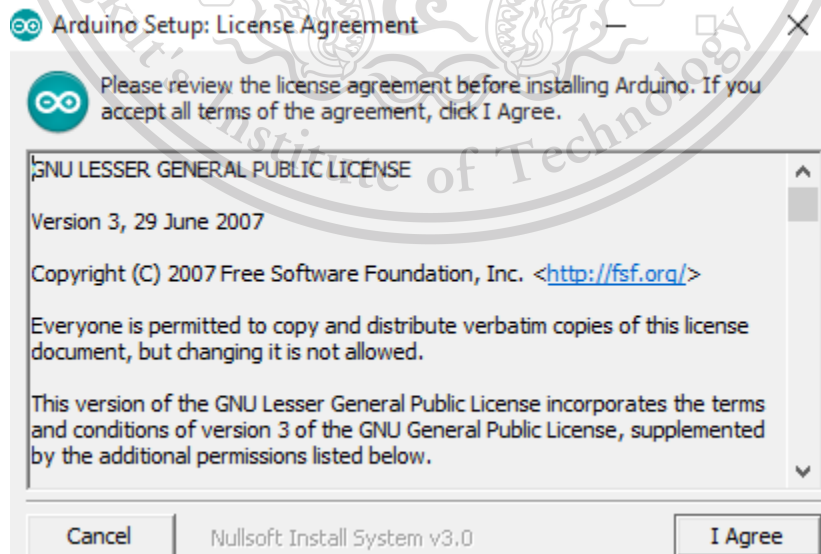 Arduino Setup: License Agreement
Please review the license agreement before installing Arduino. If you
accept all terms of the agreement, click I Agree.
GNU LESSER GENERAL PUBLIC LICENSE
Version 3, 29 June 2007
Copyright (C) 2007 Free Software Foundation, Inc. <http://fsf.org/>
Everyone is permitted to copy and distribute verbatim copies of this license
document, but changing it is not allowed.
This version of the GNU Lesser General Public License incorporates the terms
and conditions of version 3 of the GNU General Public License, supplemented
by the additional permissions listed below.
Cancel
Nullsoft Install System v3.0
I Agree
Institute of Technology